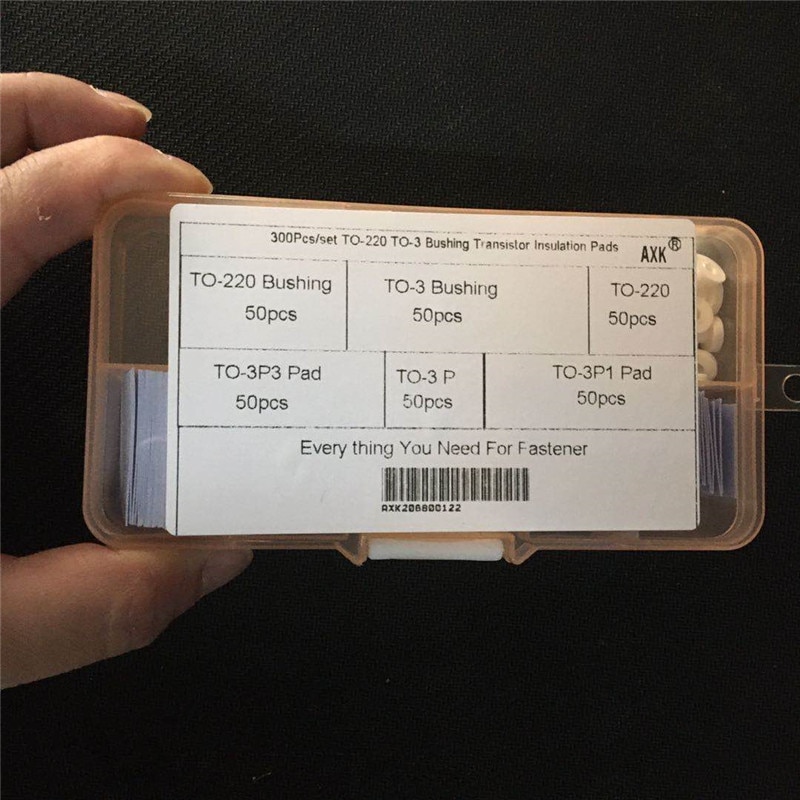 300Pcs/set TO-220 TO-3 Bushing Transistor Insulation Pads
AXK®
TO-220 Bushing
50pcs
TO-3 Bushing
50pcs
TO-220
50pcs
TO-3P3 Pad
50pcs
TO-3 P
50pcs
TO-3P1 Pad
50pcs
Every thing You Need For Fastener
AXK206800122